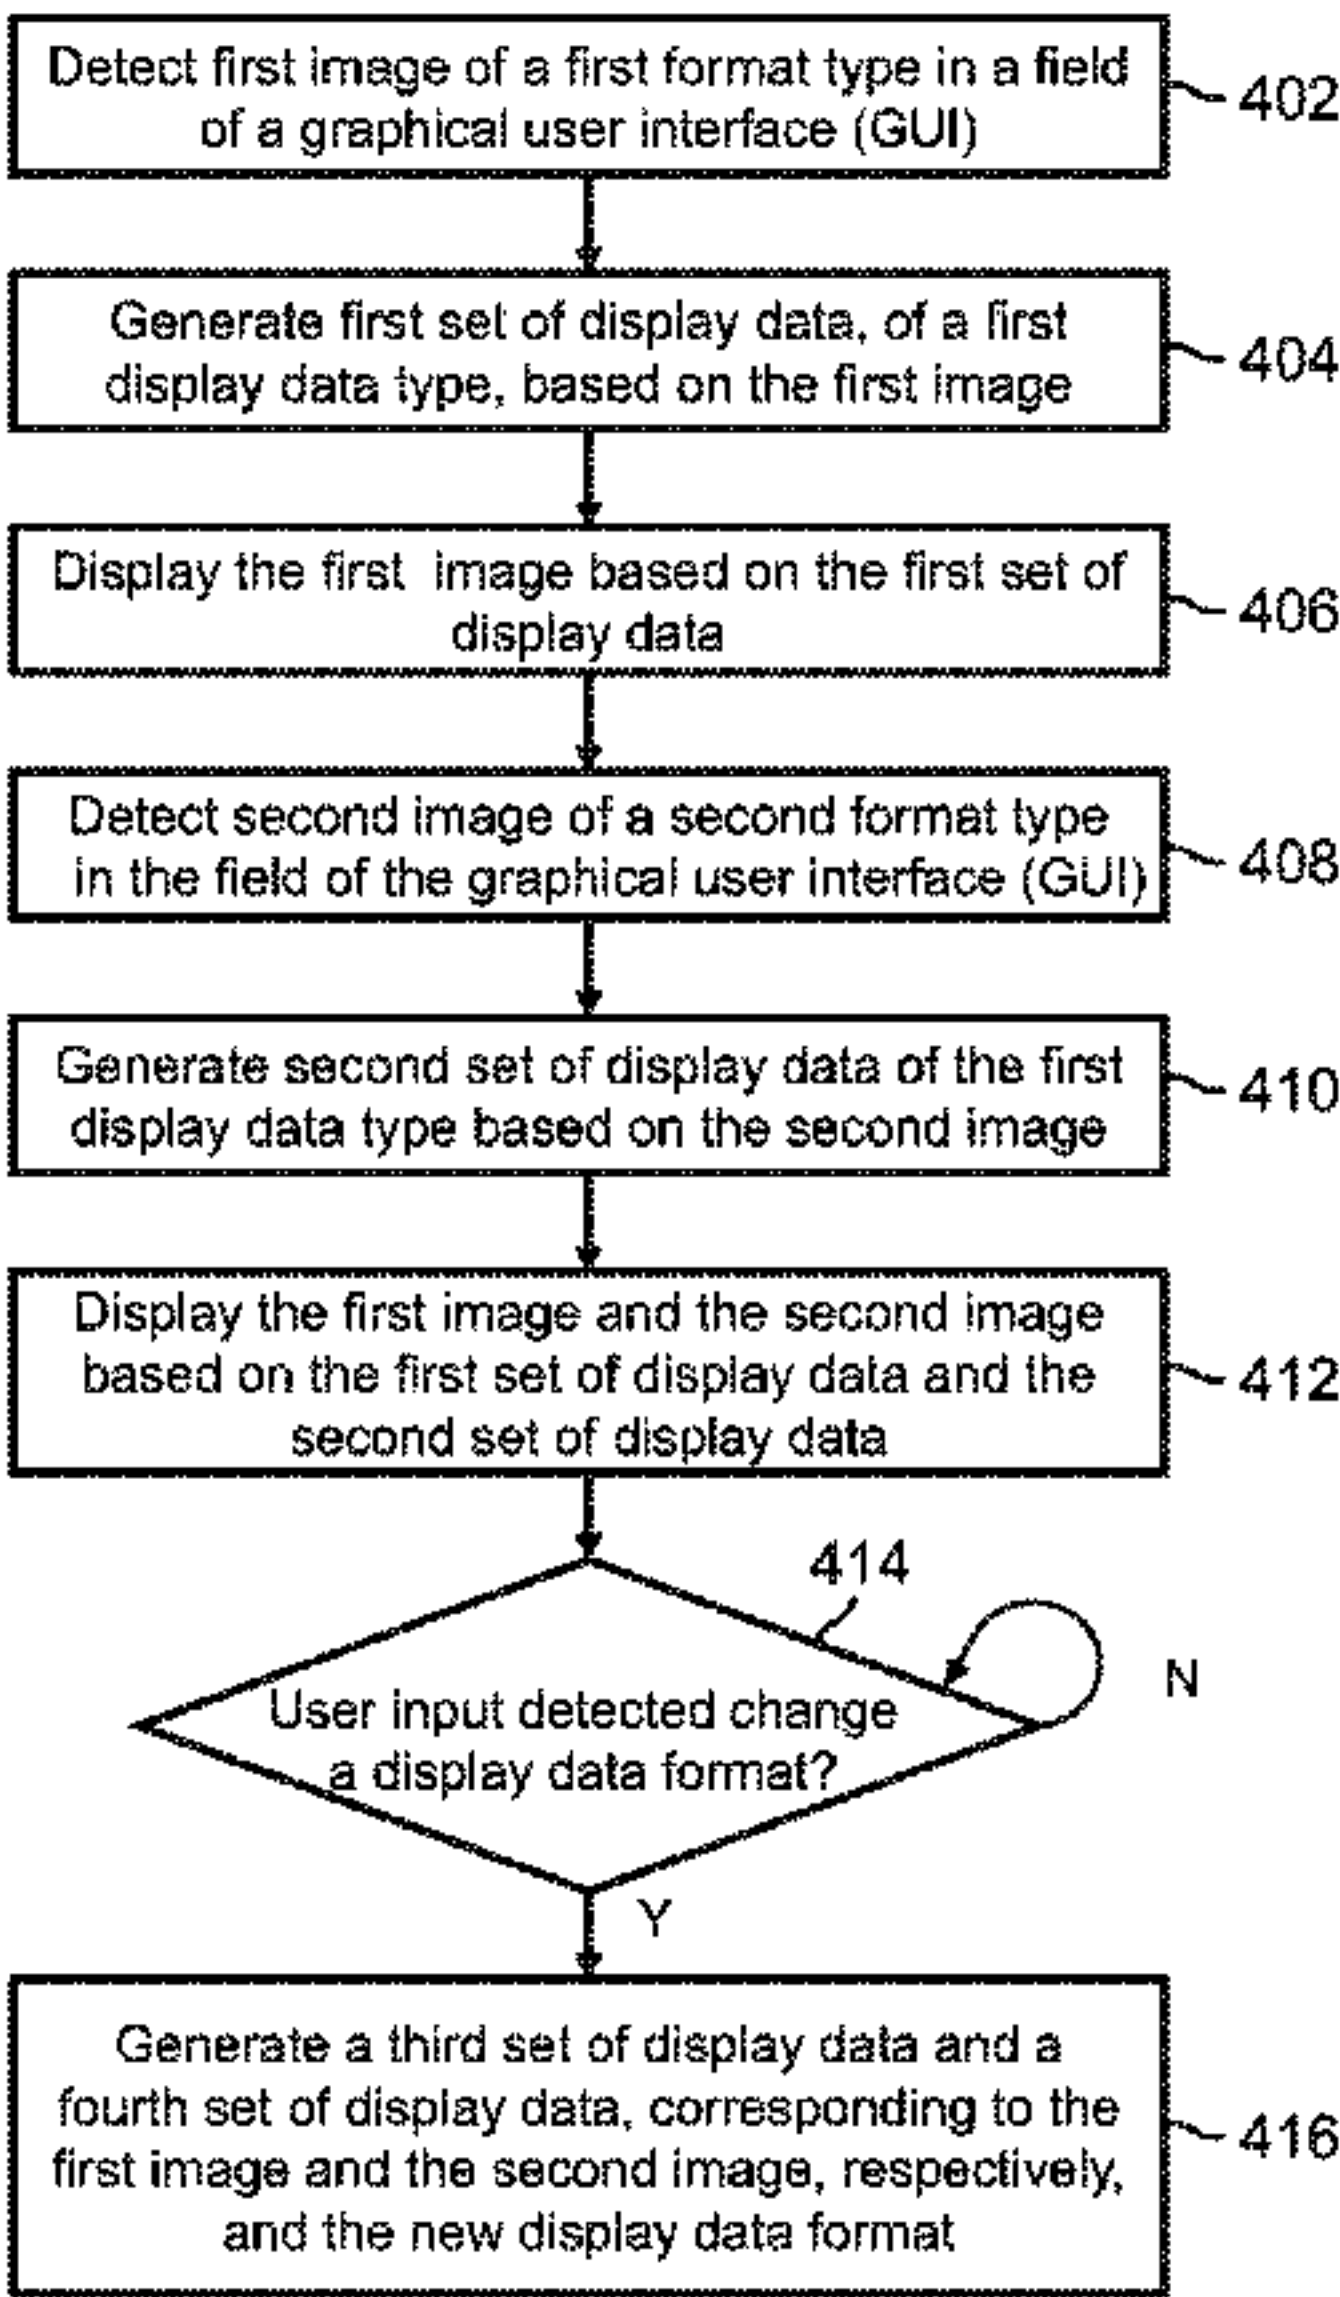 Detect first image of a first format type in a field
of a graphical user interface (GUI)
402
Generate first set of display data, of a first
display data type, based on the first image
404
Display the first image based on the first set of
display data
406
Detect second image of a second format type
in the field of the graphical user interface (GUI)
408
Generate second set of display data of the first
display data type based on the second image
410
Display the first image and the second image
based on the first set of display data and the
second set of display data
412
414
User input detected change
a display data format?
N
Y
Generate a third set of display data and a
fourth set of display data, corresponding to the
first image and the second image, respectively,
and the new display data format
416